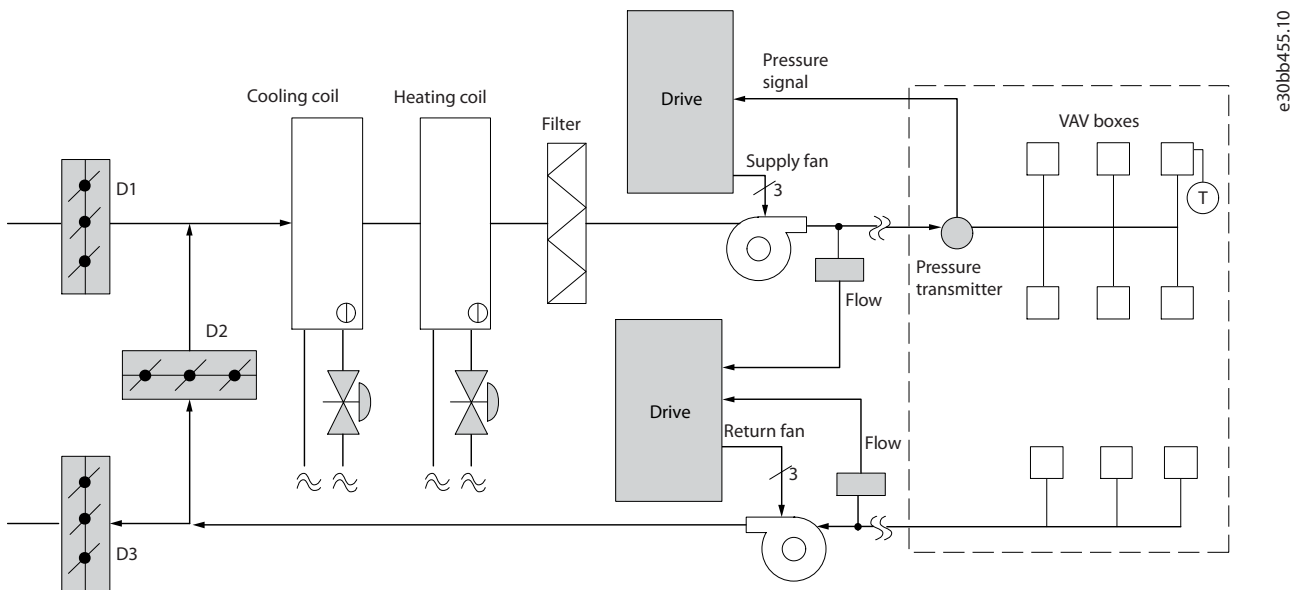 e30bb455.10
Pressure
signal
Cooling coil
Heating coil
Drive
VAV boxes
Filter
Supply fan
D1
3
T
Pressure
transmitter
Flow
D2
Drive
Return fan
Flow
3
D3